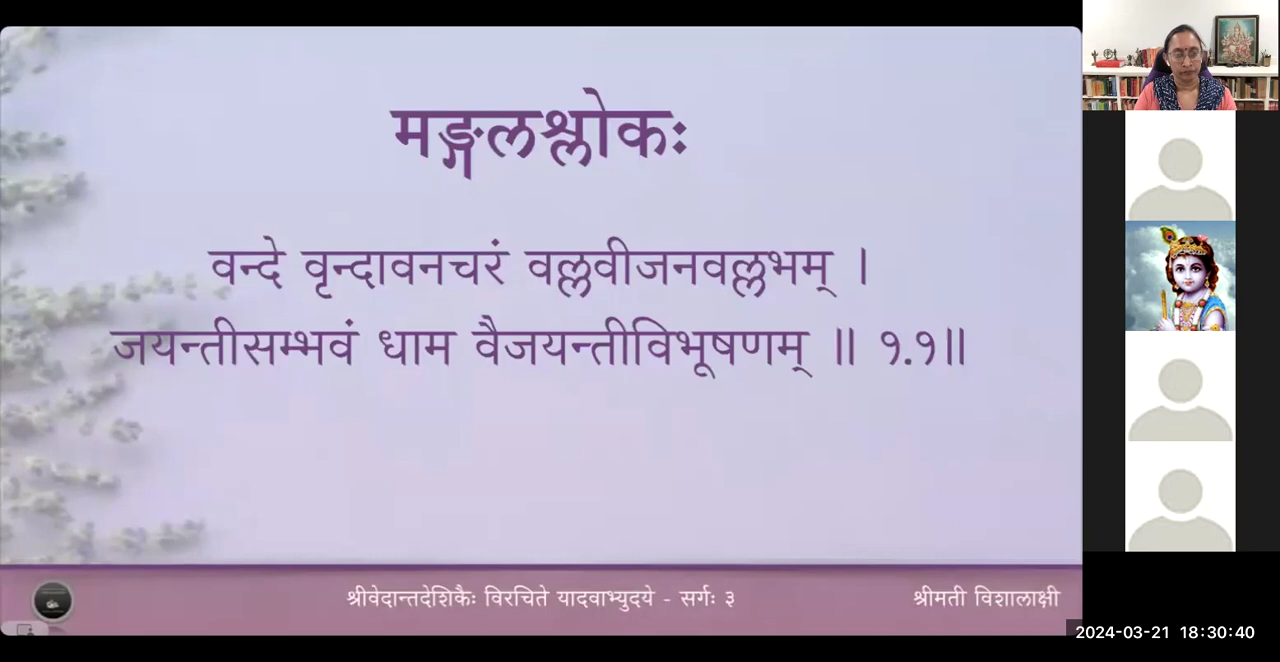 मङ्गलश्लोकः
वन्दे वृन्दावनचरं वल्लवीजनवल्लभम् ।
जयन्तीसम्भवं धाम वैजयन्तीविभूषणम् ॥ १.१॥
श्रीवेदान्तदेशिकैः विरचिते यादवाभ्युदये - सर्गः ३
श्रीमती विशालाक्षी
2024-03-21 18:30:40